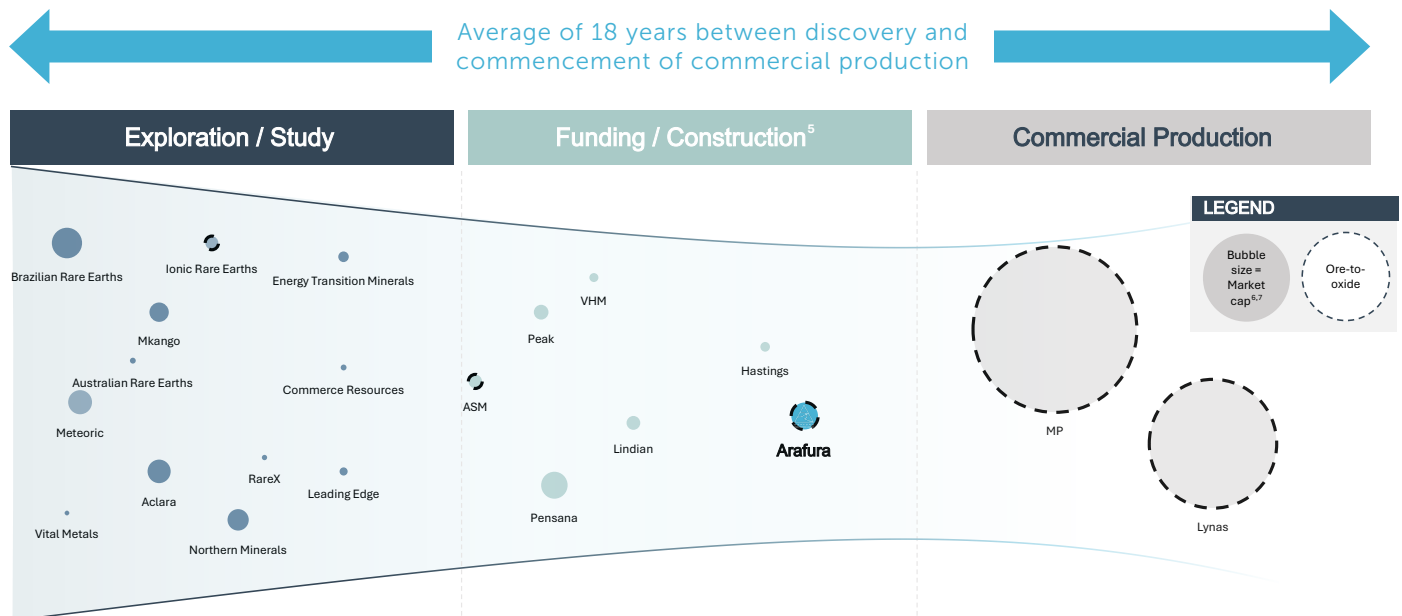 Average of 18 years between discovery and
commencement of commercial production
Exploration / Study
Funding / Construction⁵
Commercial Production
LEGEND
Bubble
size =
Market
cap⁶,⁷
Ore-to-
oxide
Brazilian Rare Earths
Ionic Rare Earths
Energy Transition Minerals
Mkango
Australian Rare Earths
Commerce Resources
Meteoric
RareX
Leading Edge
Aclara
Vital Metals
Northern Minerals
VHM
Peak
Hastings
ASM
Lindian
Arafura
Pensana
MP
Lynas